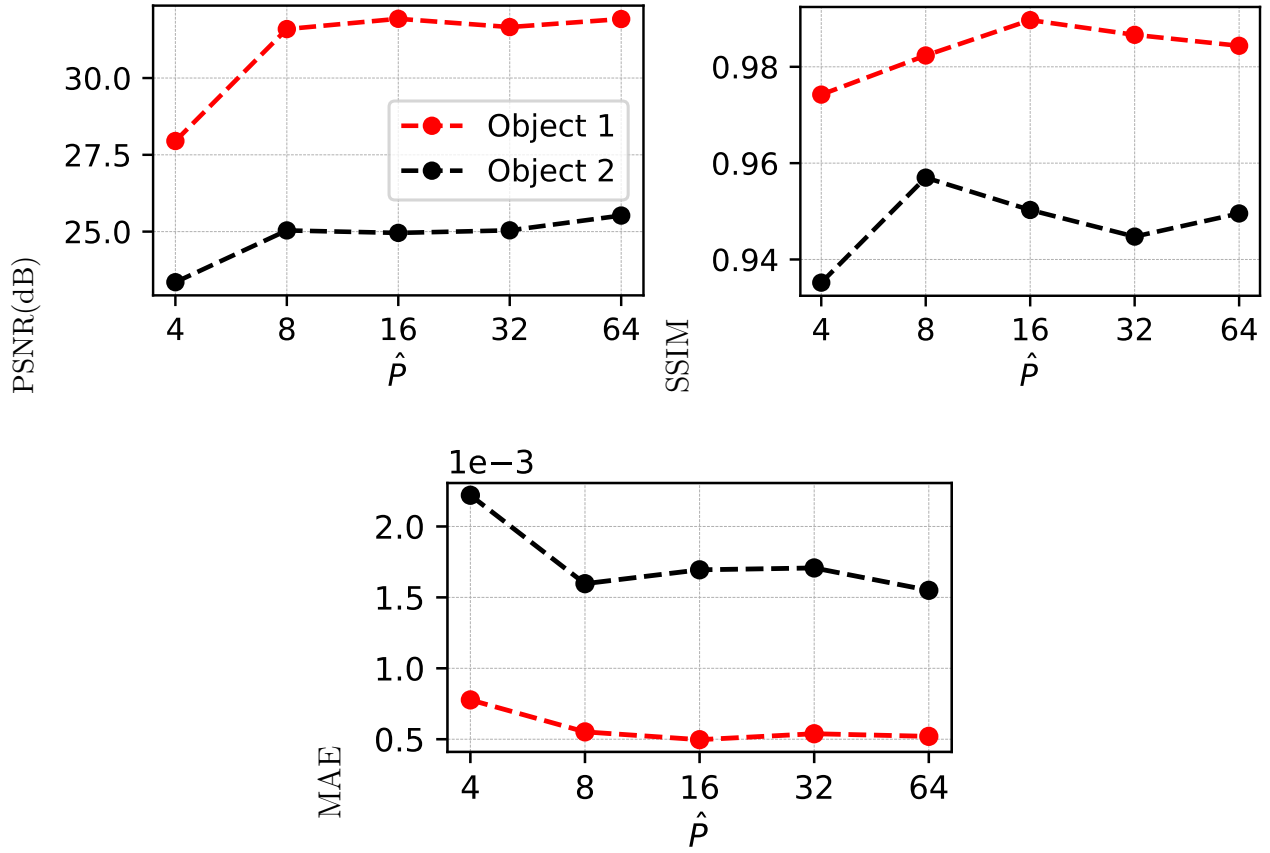 30.0
27.5
25.0
PSNR(dB)
Object 1
Object 2
4 8 16 32 64
P̂
0.98
0.96
0.94
SSIM
4 8 16 32 64
P̂
1e−3
2.0
1.5
1.0
0.5
MAE
4 8 16 32 64
P̂